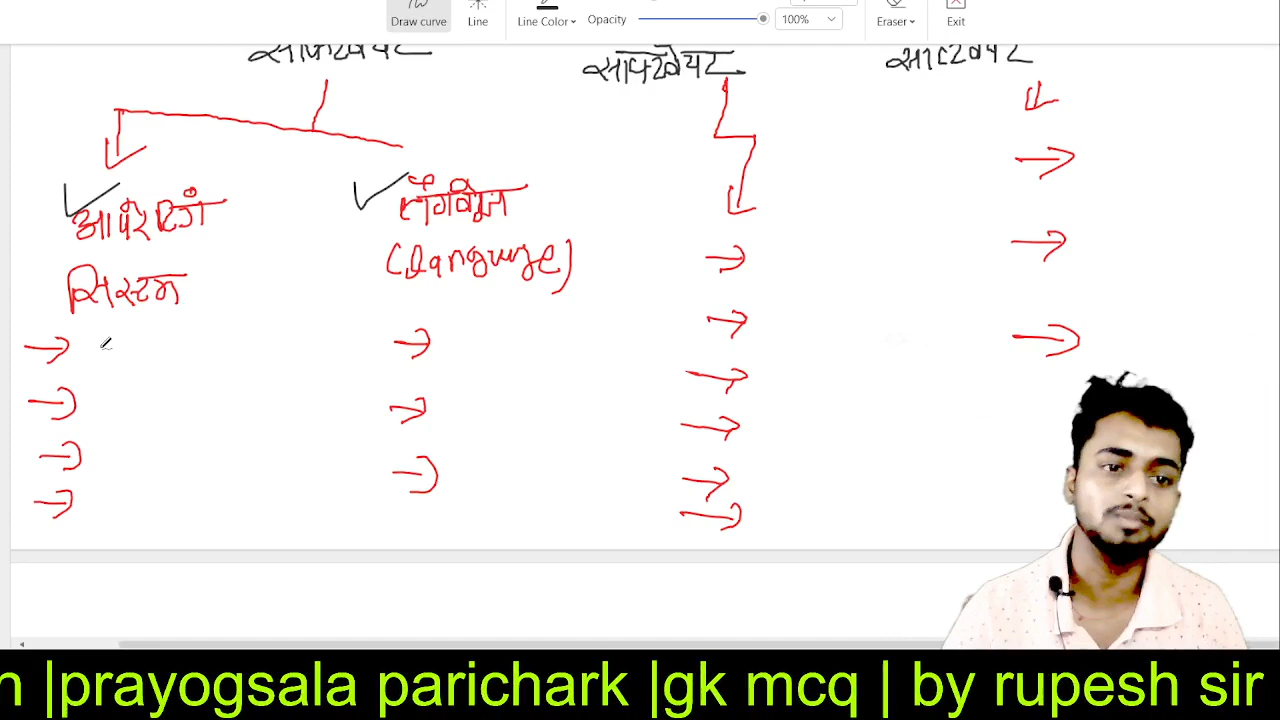 Draw curve
Line
Line Color
Opacity
100%
Eraser
Exit
साफ्टवेयर
साफ्टवेयर
साफ्टवेयर
आपरेटिगं
सिस्टम
लैंग्वेज
(language)
n |prayogsala parichark |gk mcq | by rupesh sir